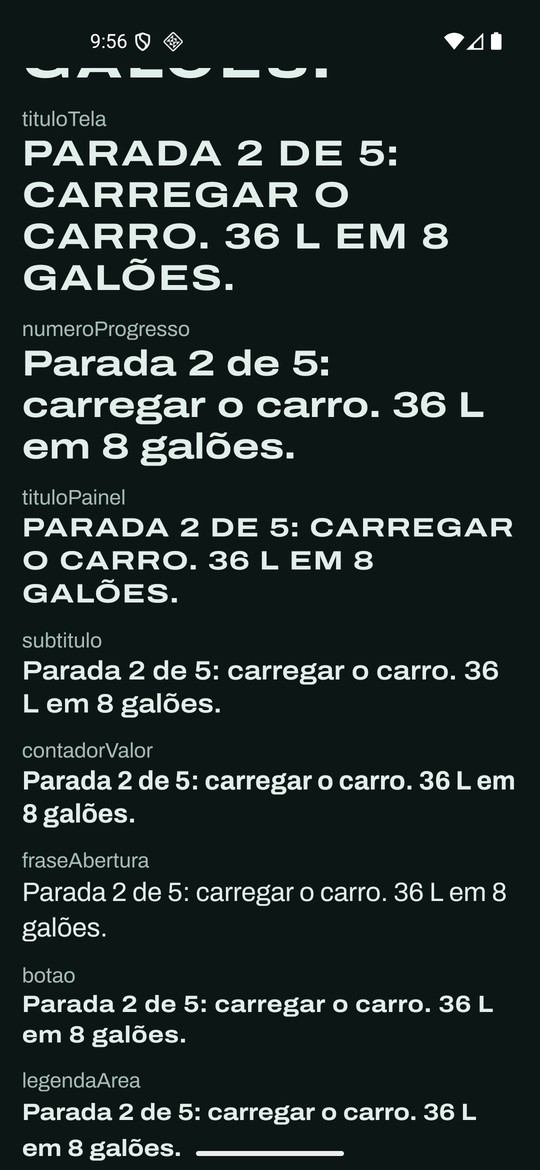 9:56
GALÕES.
tituloTela
PARADA 2 DE 5:
CARREGAR O
CARRO. 36 L EM 8
GALÕES.
numeroProgresso
Parada 2 de 5:
carregar o carro. 36 L
em 8 galões.
tituloPainel
PARADA 2 DE 5: CARREGAR
O CARRO. 36 L EM 8
GALÕES.
subtitulo
Parada 2 de 5: carregar o carro. 36
L em 8 galões.
contadorValor
Parada 2 de 5: carregar o carro. 36 L em
8 galões.
fraseAbertura
Parada 2 de 5: carregar o carro. 36 L em 8
galões.
botao
Parada 2 de 5: carregar o carro. 36 L
em 8 galões.
legendaArea
Parada 2 de 5: carregar o carro. 36 L
em 8 galões.